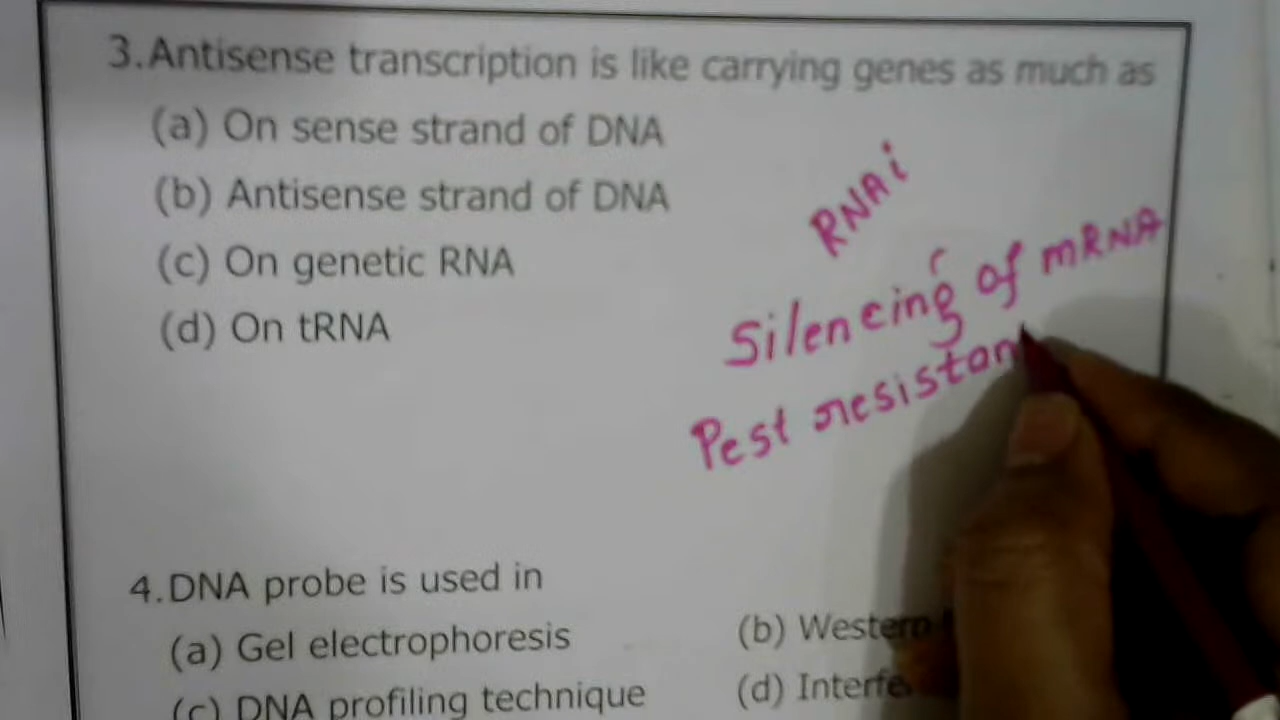 3.Antisense transcription is like carrying genes as much as
(a) On sense strand of DNA
(b) Antisense strand of DNA
(c) On genetic RNA
(d) On tRNA
RNAi
Silencing of mRNA
Pest resistan
4.DNA probe is used in
(a) Gel electrophoresis
(b) Western
(c) DNA profiling technique
(d) Interfe